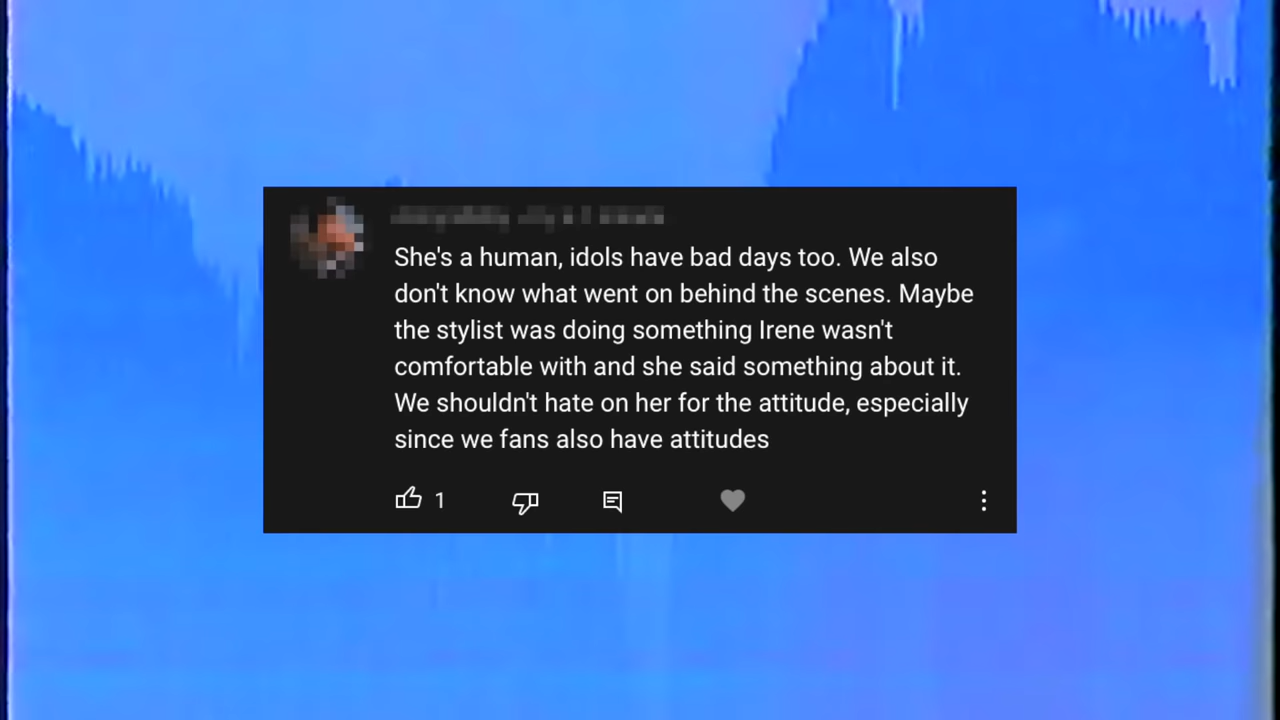 She's a human, idols have bad days too. We also
don't know what went on behind the scenes. Maybe
the stylist was doing something Irene wasn't
comfortable with and she said something about it.
We shouldn't hate on her for the attitude, especially
since we fans also have attitudes
1